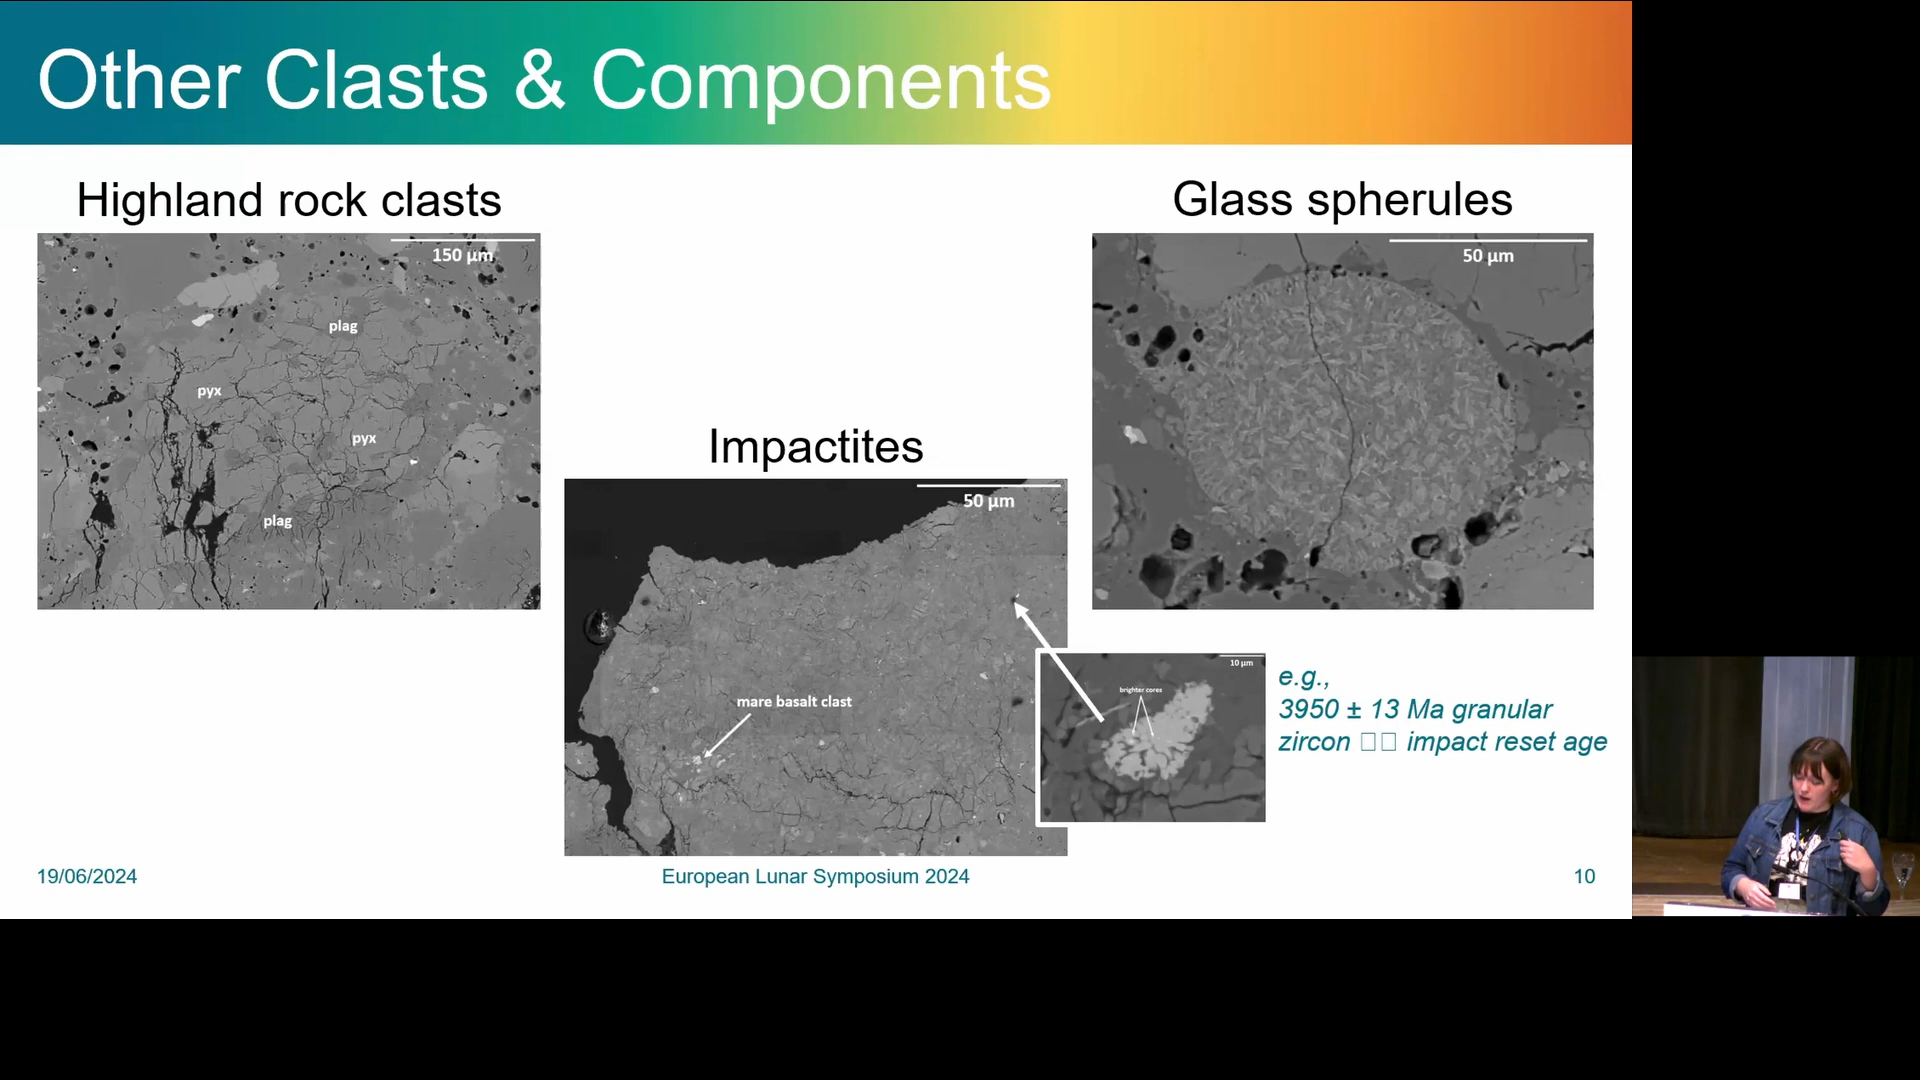 Other Clasts & Components
Highland rock clasts
150 µm
plag
pyx
pyx
plag
Impactites
50 µm
mare basalt clast
Glass spherules
50 µm
10 µm
brighter cores
e.g.,
3950 ± 13 Ma granular
zircon □□ impact reset age
19/06/2024
European Lunar Symposium 2024
10